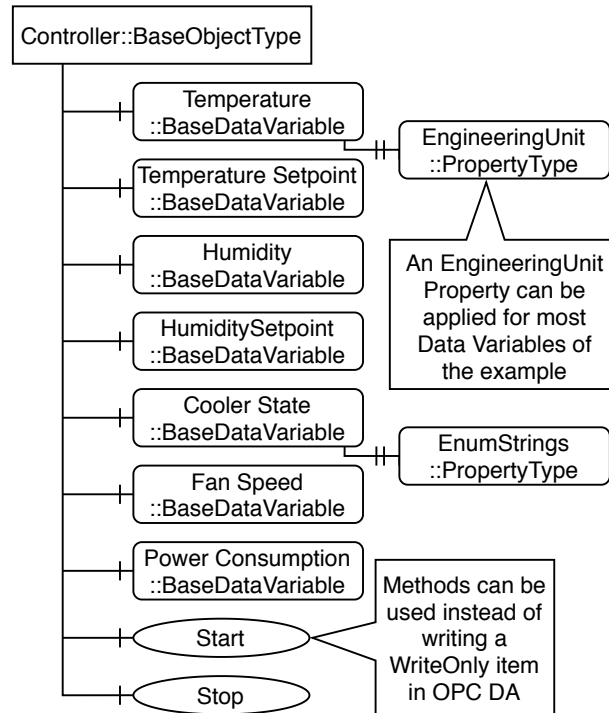 Controller::BaseObjectType
Temperature
::BaseDataVariable
EngineeringUnit
::PropertyType
Temperature Setpoint
::BaseDataVariable
Humidity
::BaseDataVariable
An EngineeringUnit
Property can be
applied for most
Data Variables of
the example
HumiditySetpoint
::BaseDataVariable
Cooler State
::BaseDataVariable
EnumStrings
::PropertyType
Fan Speed
::BaseDataVariable
Power Consumption
::BaseDataVariable
Methods can be
used instead of
writing a
WriteOnly item
in OPC DA
Start
Stop